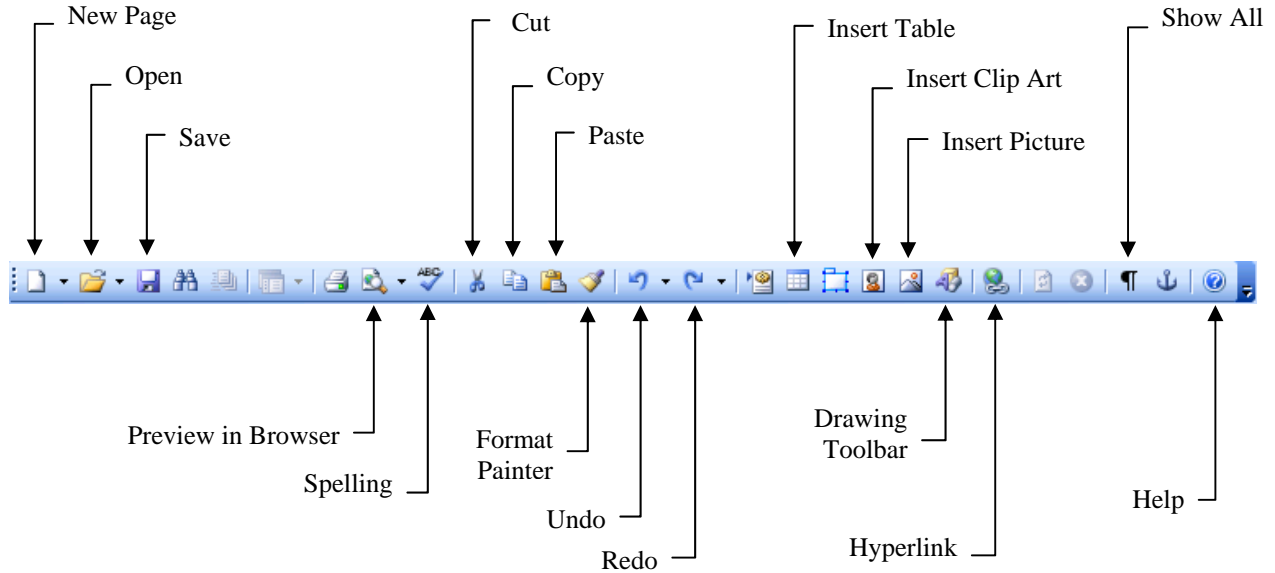 New Page
Cut
Insert Table
Show All
Open
Copy
Insert Clip Art
Save
Paste
Insert Picture
ABC
Preview in Browser
Spelling
Format
Painter
Undo
Redo
Drawing
Toolbar
Hyperlink
Help